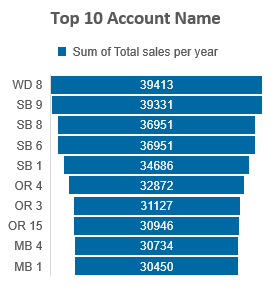 Top 10 Account Name
Sum of Total sales per year
WD 8 39413
SB 9 39331
SB 8 36951
SB 6 36951
SB 1 34686
OR 4 32872
OR 3 31127
OR 15 30946
MB 4 30734
MB 1 30450